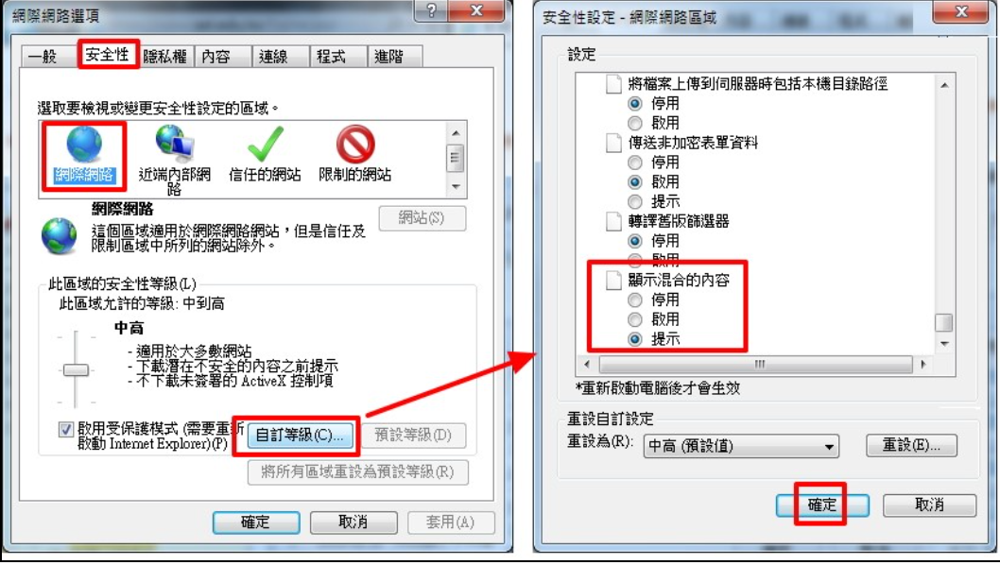 網際網路選項
一般
安全性
隱私權
內容
連線
程式
進階
選取要檢視或變更安全性設定的區域。
網際網路
近端內部網路
信任的網站
限制的網站
網際網路
這個區域適用於網際網路網站,但是信任及
限制區域中所列的網站除外。
網站(S)
此區域的安全性等級(L)
此區域允許的等級: 中到高
中高
- 適用於大多數網站
- 下載潛在不安全的內容之前提示
- 不下載未簽署的 ActiveX 控制項
啟用受保護模式 (需要重新
啟動 Internet Explorer)(P)
自訂等級(C)...
預設等級(D)
將所有區域重設為預設等級(R)
確定
取消
套用(A)
安全性設定 - 網際網路區域
設定
將檔案上傳到伺服器時包括本機目錄路徑
停用
啟用
傳送非加密表單資料
停用
啟用
提示
轉譯舊版篩選器
停用
啟用
顯示混合的內容
停用
啟用
提示
*重新啟動電腦後才會生效
重設自訂設定
重設為(R):
中高 (預設值)
重設(E)...
確定
取消